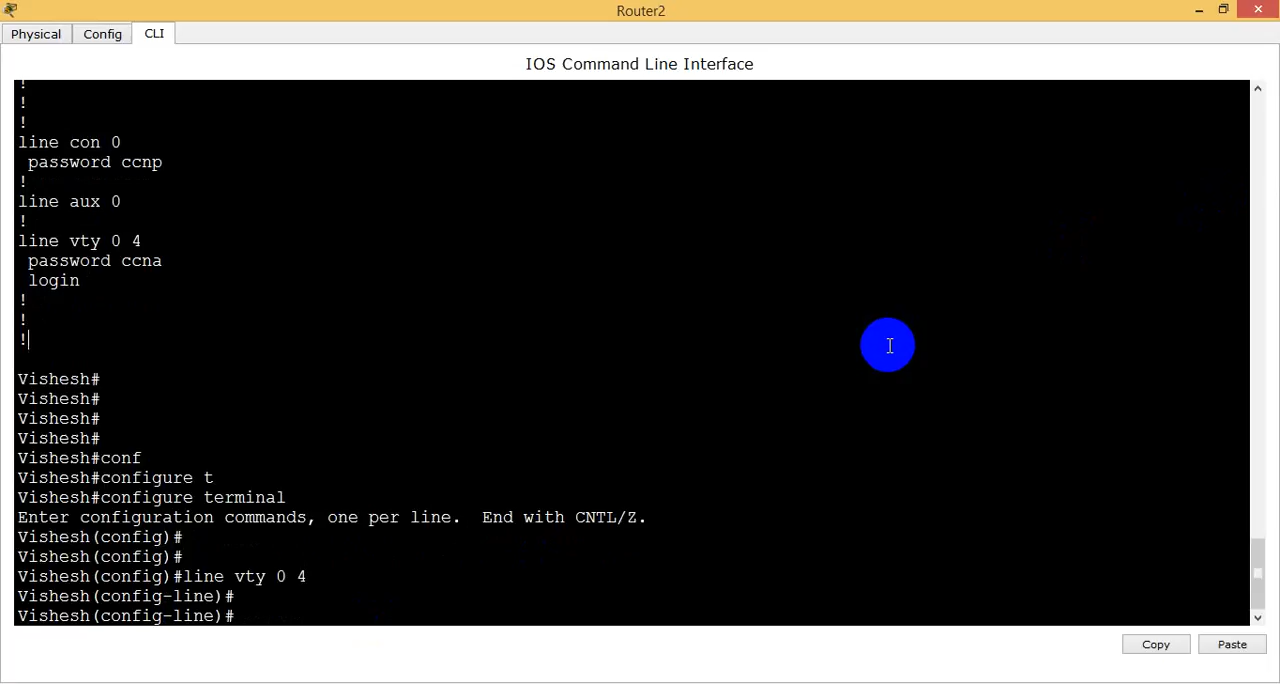 Router2
Physical Config CLI
IOS Command Line Interface
!
!
!
line con 0
password ccnp
!
line aux 0
!
line vty 0 4
password ccna
login
!
!
!
Vishesh#
Vishesh#
Vishesh#
Vishesh#
Vishesh#conf
Vishesh#configure t
Vishesh#configure terminal
Enter configuration commands, one per line.  End with CNTL/Z.
Vishesh(config)#
Vishesh(config)#
Vishesh(config)#line vty 0 4
Vishesh(config-line)#
Vishesh(config-line)#
Copy Paste